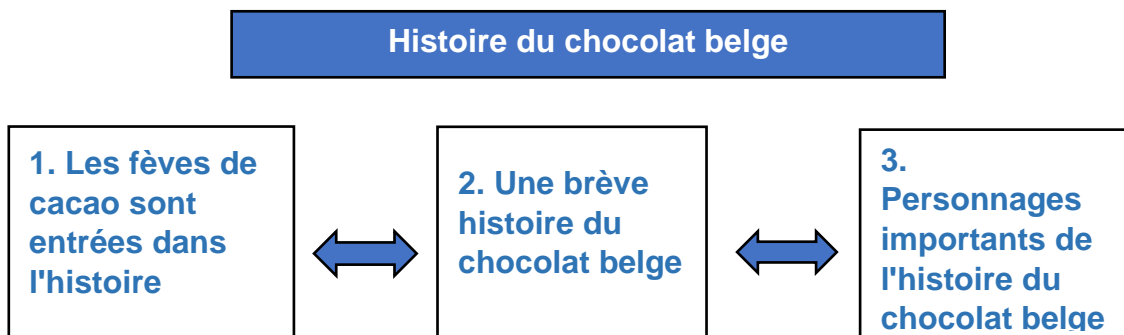 Histoire du chocolat belge
1. Les fèves de
cacao sont
entrées dans
l'histoire
2. Une brève
histoire du
chocolat belge
3.
Personnages
importants de
l'histoire du
chocolat belge